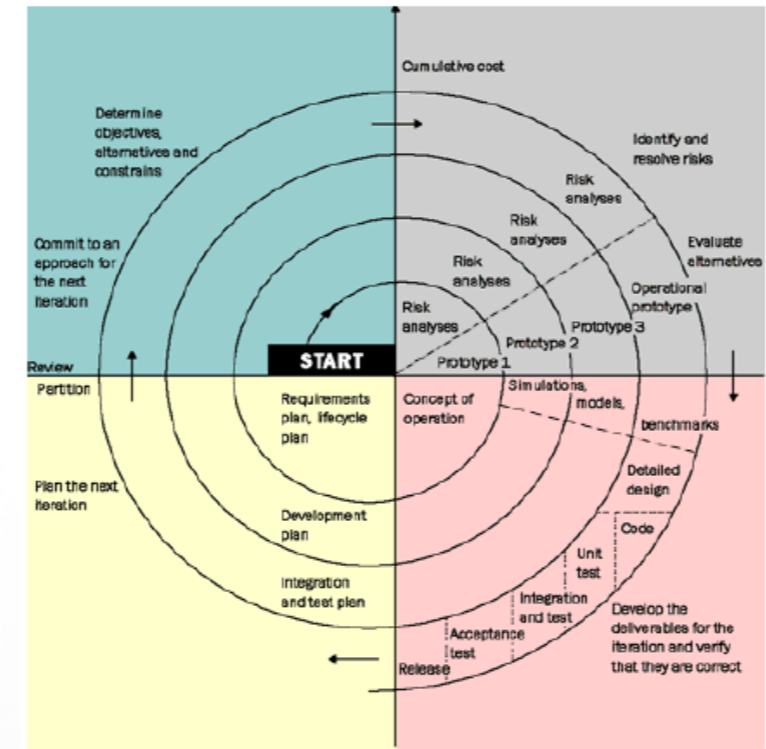 Cumulative cost
Determine
objectives,
alternatives and
constrains
Identify and
resolve risks
Risk
analyses
Risk
analyses
Risk
analyses
Risk
analyses
Commit to an
approach for
the next
iteration
Evaluate
alternetives
Operational
prototype
Prototype 3
Prototype 2
Prototype 1
START
Review
Partition
Requirements
plan, lifecycle
plan
Concept of
operation
Simulations,
models,
benchmarks
Plan the next
iteration
Detailed
design
Code
Development
plan
Unit
test
Integration
and test plan
Integration
and test
Acceptance
test
Release
Develop the
deliverables for the
iteration and verify
that they are correct